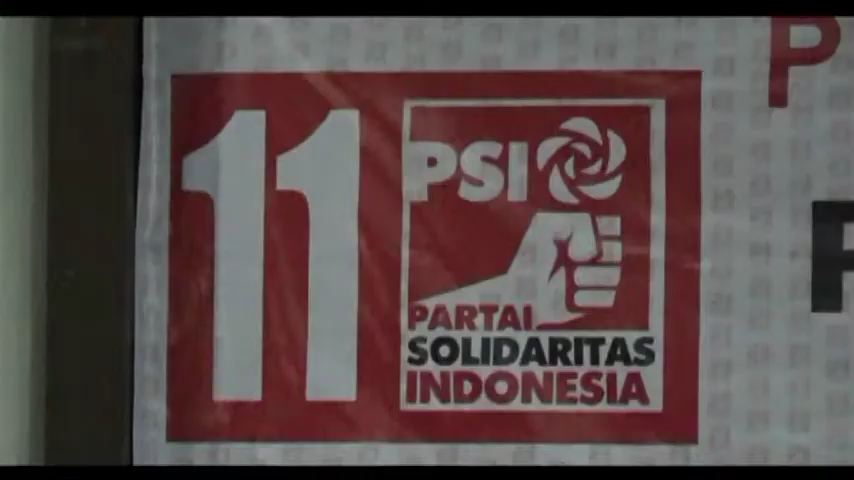 11
PSI
PARTAI
SOLIDARITAS
INDONESIA
P